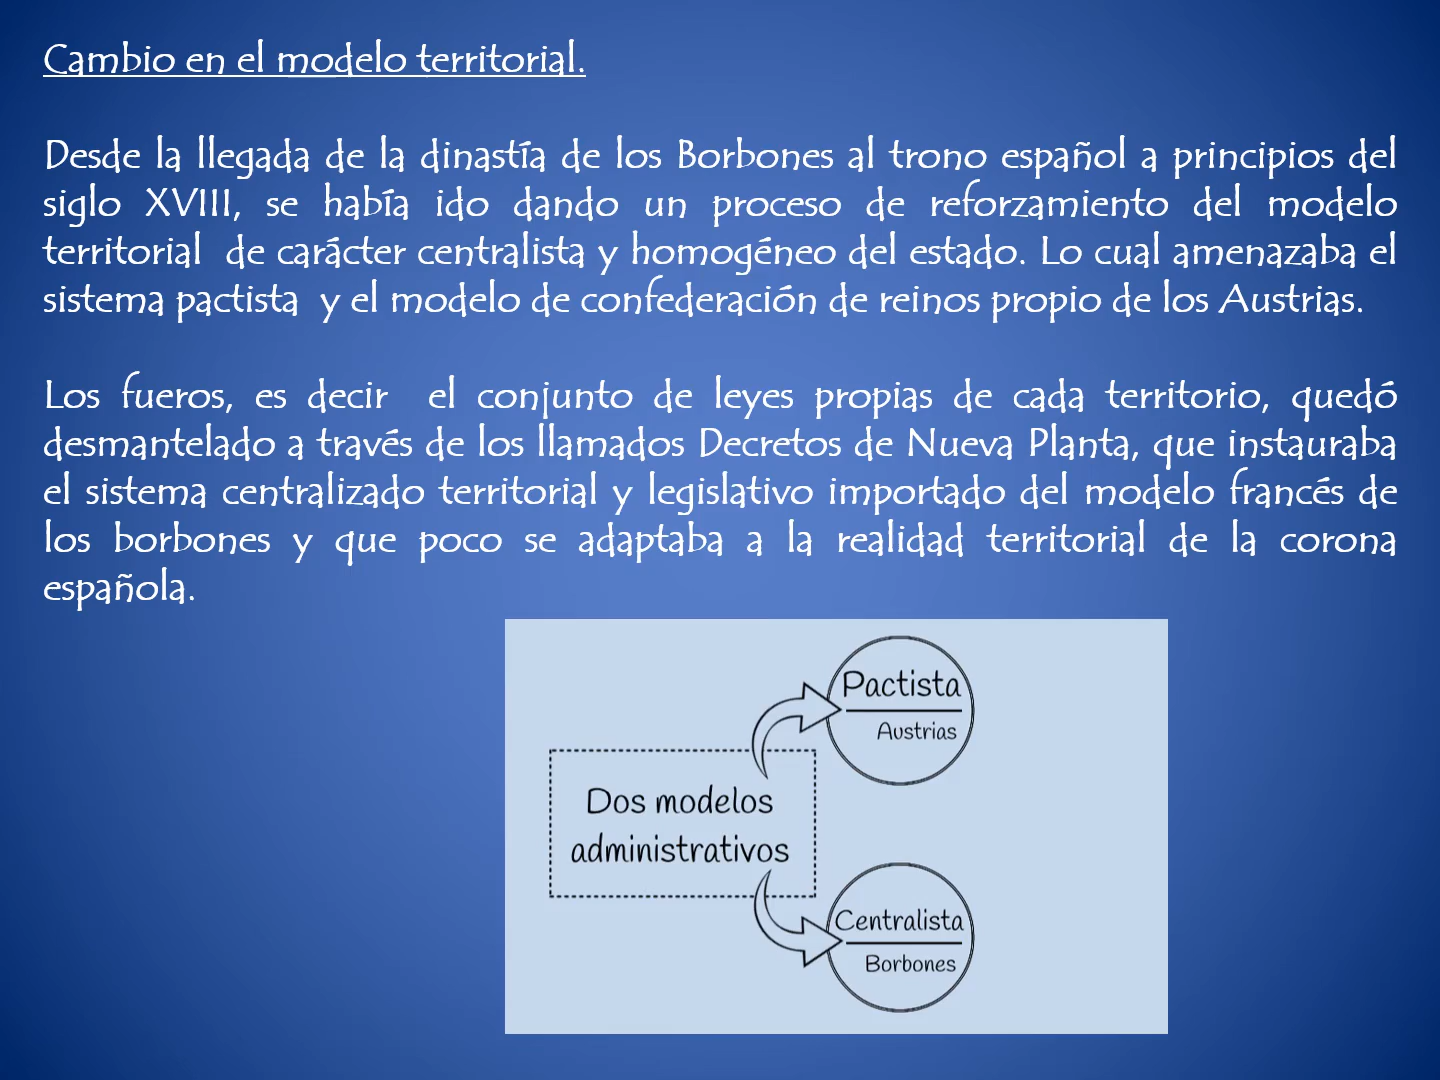 Cambio en el modelo territorial.
Desde la llegada de la dinastía de los Borbones al trono español a principios del
siglo XVIII, se había ido dando un proceso de reforzamiento del modelo
territorial de carácter centralista y homogéneo del estado. Lo cual amenazaba el
sistema pactista y el modelo de confederación de reinos propio de los Austrias.
Los fueros, es decir el conjunto de leyes propias de cada territorio, quedó
desmantelado a través de los llamados Decretos de Nueva Planta, que instauraba
el sistema centralizado territorial y legislativo importado del modelo francés de
los borbones y que poco se adaptaba a la realidad territorial de la corona
española.
Pactista
Austrias
Dos modelos
administrativos
Centralista
Borbones